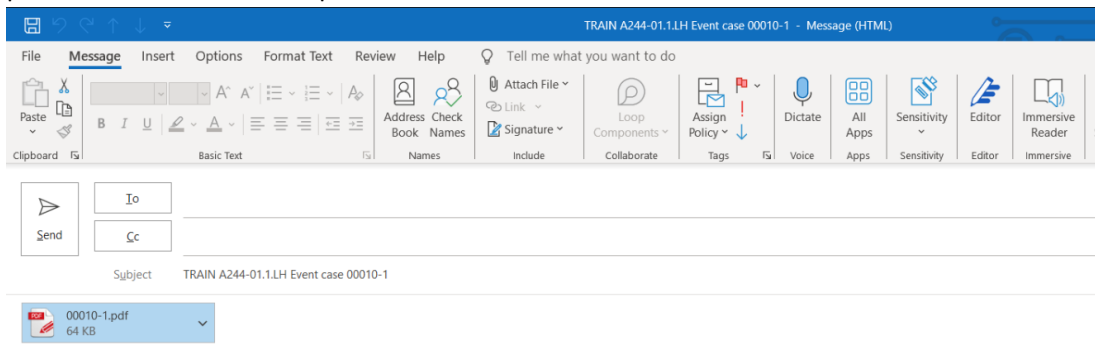 TRAIN A244-01.1.LH Event case 00010-1 - Message (HTML)
File Message Insert Options Format Text Review Help Tell me what you want to do
Paste
B I U A
Address Book
Check Names
Attach File
Link
Signature
Loop Components
Assign Policy
Dictate
All Apps
Sensitivity
Editor
Immersive Reader
Clipboard Basic Text Names Include Collaborate Tags Voice Apps Sensitivity Editor Immersive
Send
To
Cc
Subject TRAIN A244-01.1.LH Event case 00010-1
PDF
00010-1.pdf
64 KB